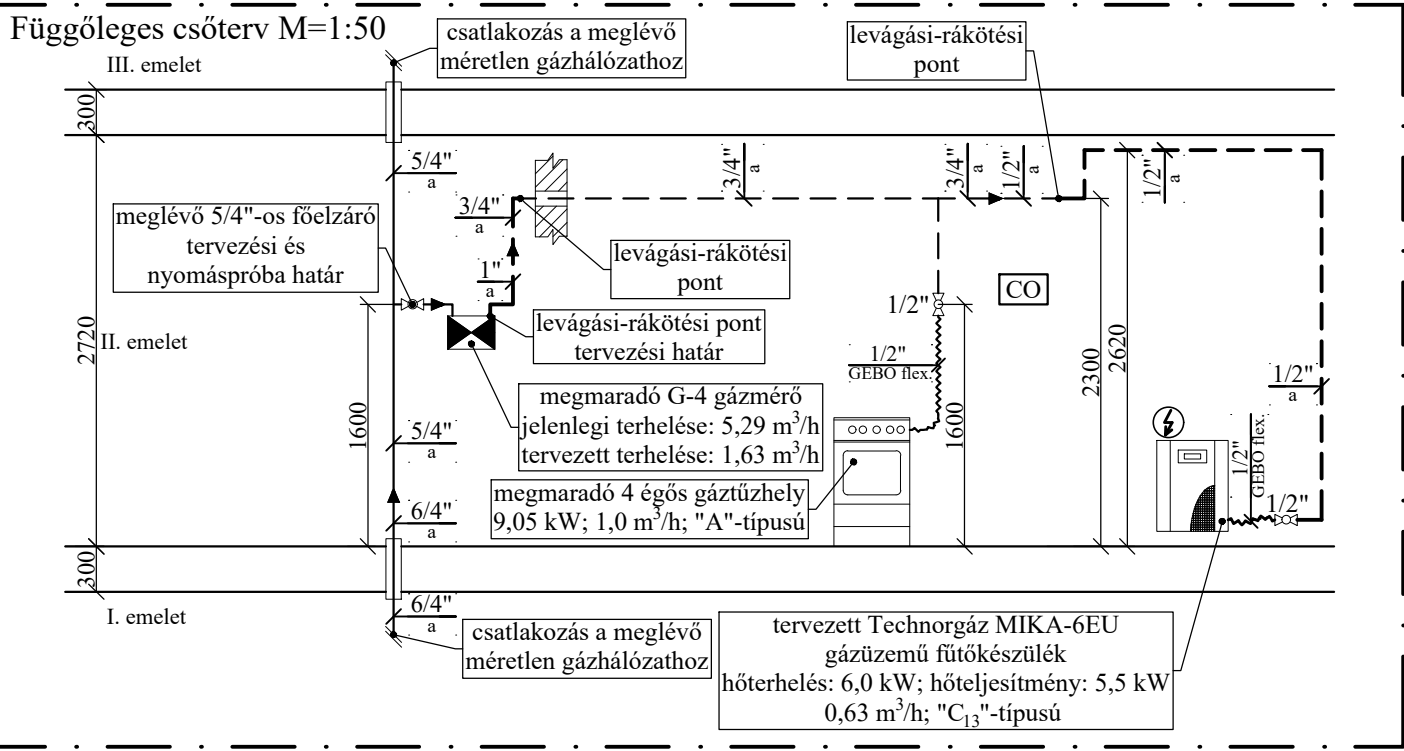 Függőleges csőterv M=1:50
III. emelet
csatlakozás a meglévő
méretlen gázhálózathoz
levágási-rákötési
pont
300
5/4"
a
3/4"
a
3/4"
a
1/2"
a
1/2"
a
3/4"
a
meglévő 5/4"-os főelzáró
tervezési és
nyomáspróba határ
levágási-rákötési
pont
1"
a
CO
1/2"
levágási-rákötési pont
tervezési határ
2720
II. emelet
1/2"
GEBO flex.
2300
2620
1/2"
a
megmaradó G-4 gázmérő
jelenlegi terhelése: 5,29 m³/h
tervezett terhelése: 1,63 m³/h
1600
5/4"
a
1600
1/2"
GEBO flex.
megmaradó 4 égős gáztűzhely
9,05 kW; 1,0 m³/h; "A"-típusú
1/2"
6/4"
a
300
I. emelet
6/4"
a
csatlakozás a meglévő
méretlen gázhálózathoz
tervezett Technorgáz MIKA-6EU
gázüzemű fűtőkészülék
hőterhelés: 6,0 kW; hőteljesítmény: 5,5 kW
0,63 m³/h; "C₁₃"-típusú